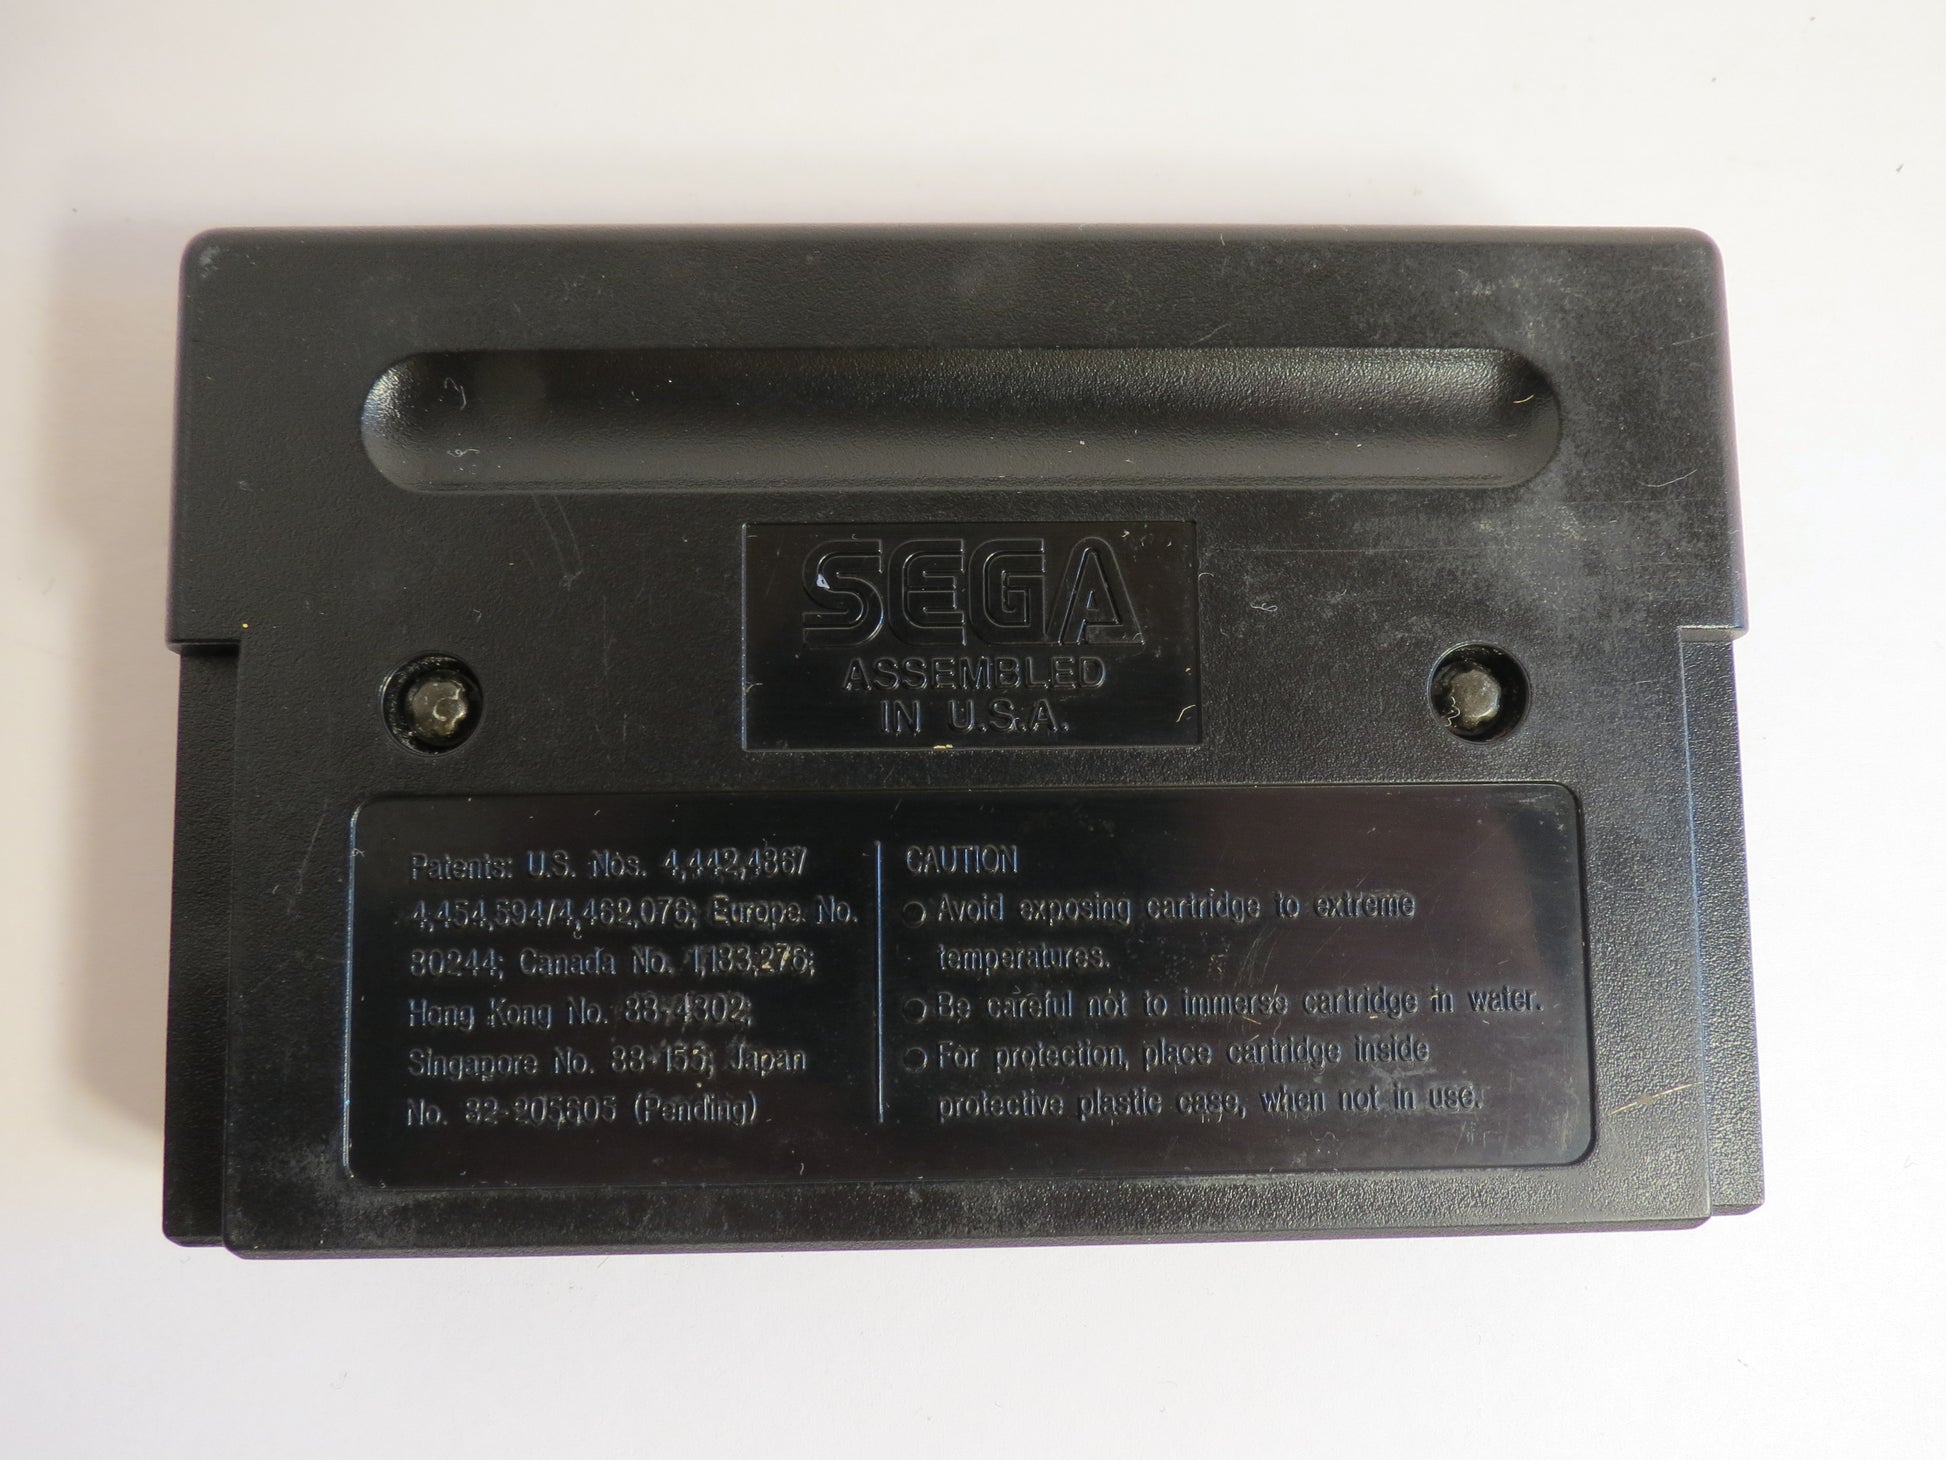 SEGA
ASSEMBLED
IN U.S.A.
Patents: U.S. Nos. 4,442,486/
4,454,594/4,462,076; Europe No.
80244; Canada No. 1,183,276;
Hong Kong No. 88-4302;
Singapore No. 88-155; Japan
No. 82-205605 (Pending)
CAUTION
Avoid exposing cartridge to extreme
temperatures.
Be careful not to immerse cartridge in water.
For protection, place cartridge inside
protective plastic case, when not in use.